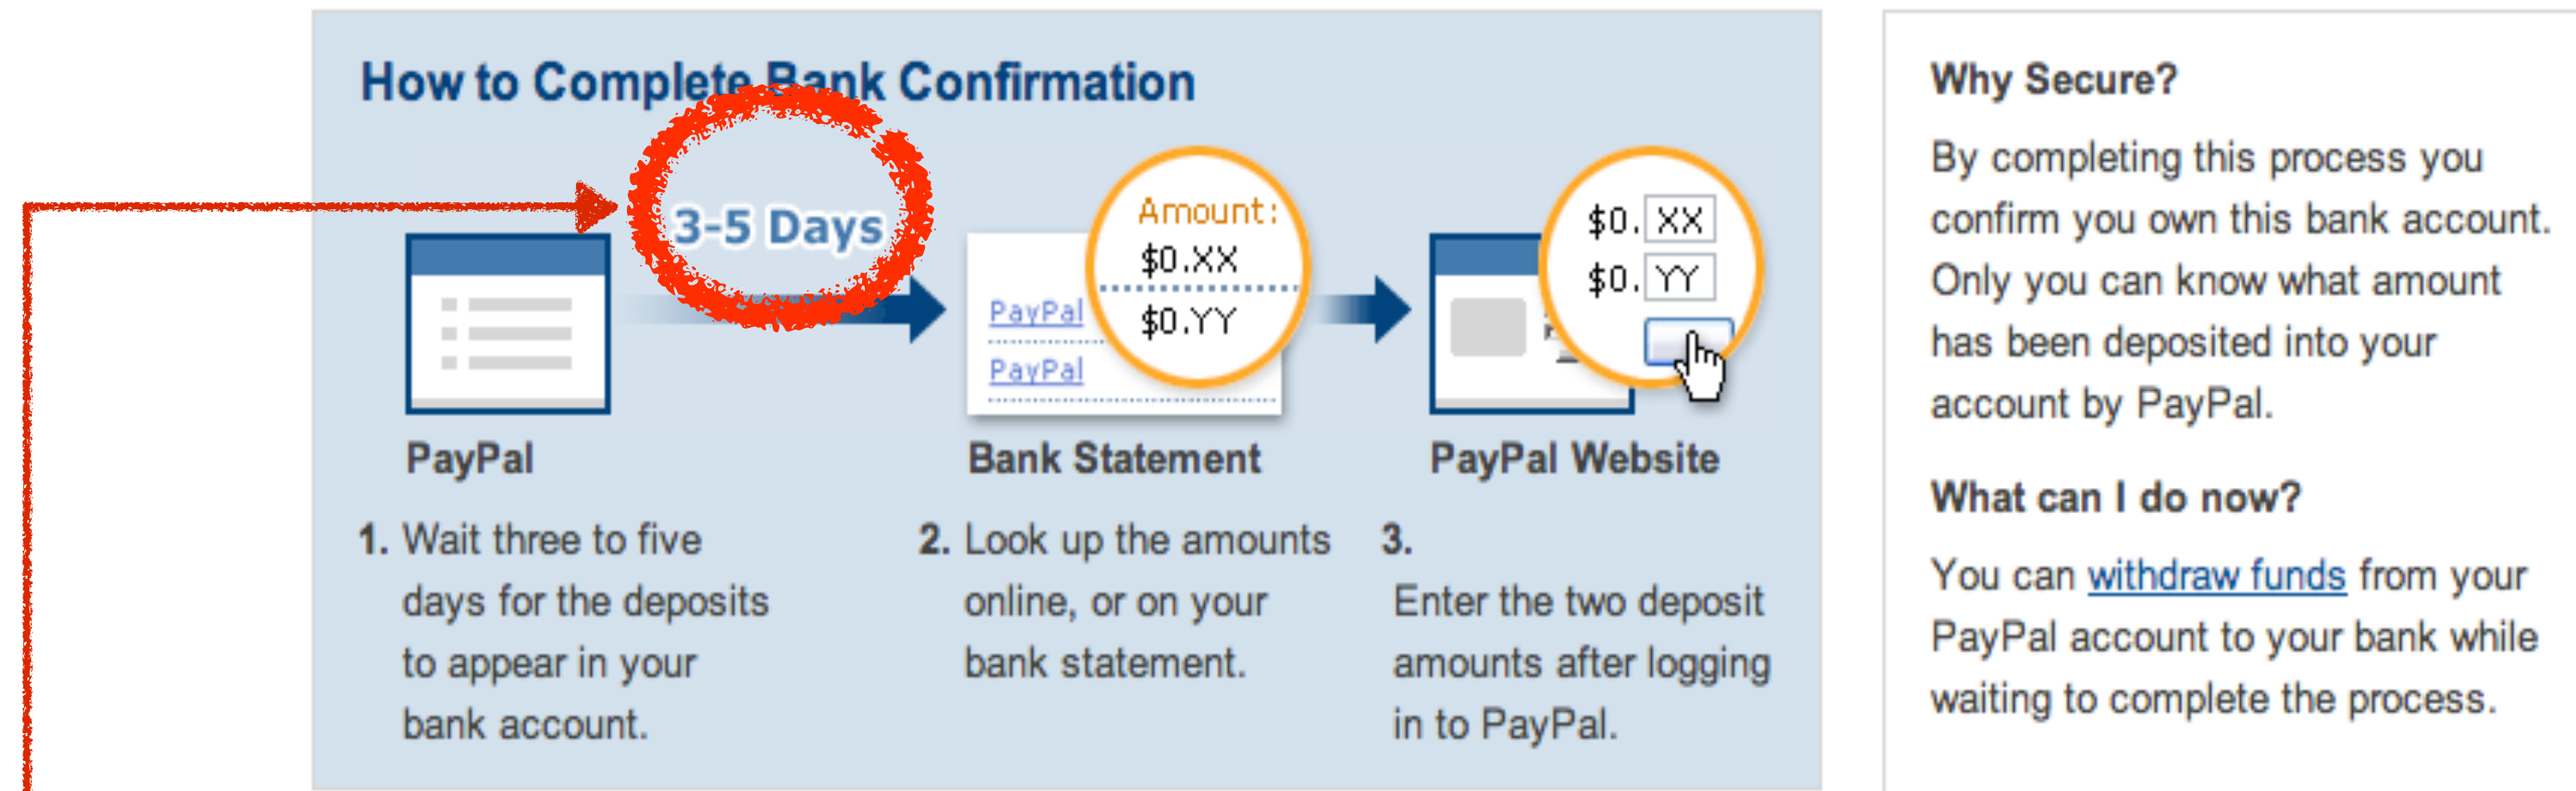 How to Complete Bank Confirmation
3-5 Days
Amount:
$0.XX
$0.YY
PayPal
PayPal
$0. XX
$0. YY
PayPal
1. Wait three to five
days for the deposits
to appear in your
bank account.
Bank Statement
2. Look up the amounts
online, or on your
bank statement.
PayPal Website
3.
Enter the two deposit
amounts after logging
in to PayPal.
Why Secure?
By completing this process you
confirm you own this bank account.
Only you can know what amount
has been deposited into your
account by PayPal.
What can I do now?
You can withdraw funds from your
PayPal account to your bank while
waiting to complete the process.